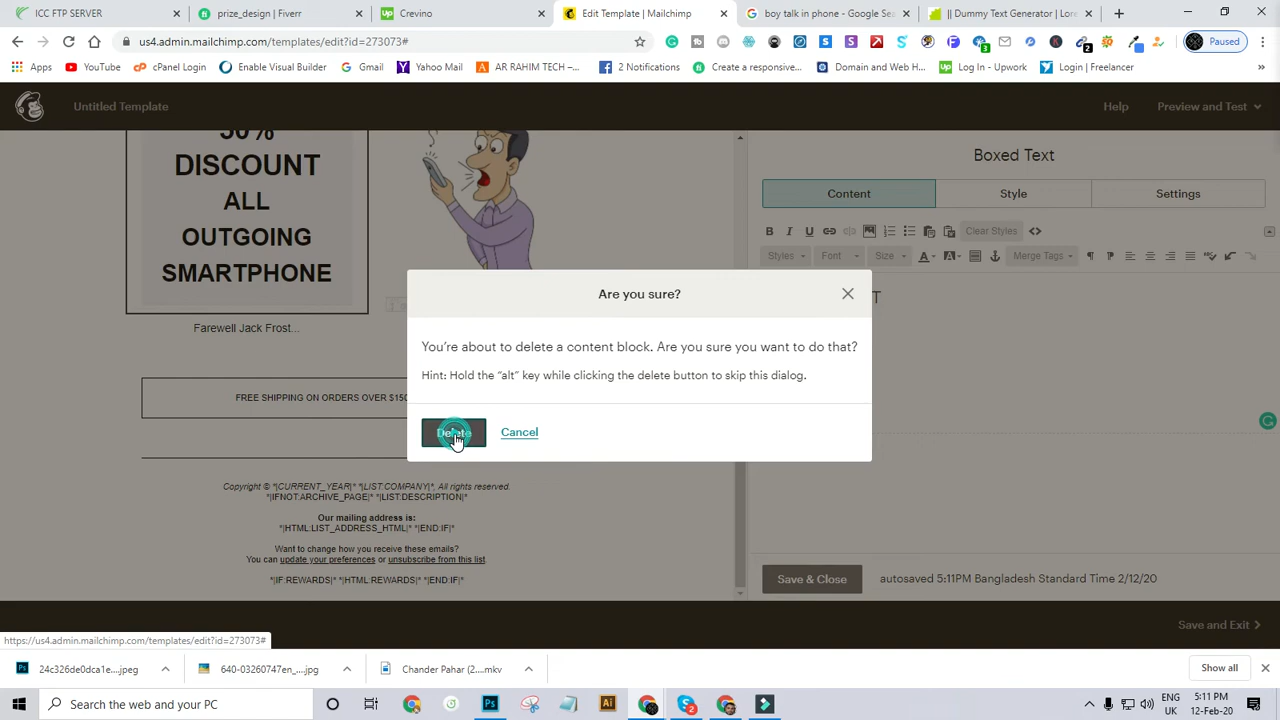 ICC FTP SERVER
prize_design | Fiverr
Crevino
Edit Template | Mailchimp
boy talk in phone - Google Sea
|| Dummy Text Generator | Lore
us4.admin.mailchimp.com/templates/edit?id=273073#
Paused
Apps
YouTube
cPanel Login
Enable Visual Builder
Gmail
Yahoo Mail
AR RAHIM TECH –...
2 Notifications
Create a responsive...
Domain and Web H...
Log In - Upwork
Login | Freelancer
Untitled Template
Help
Preview and Test
50%
DISCOUNT
ALL
OUTGOING
SMARTPHONE
Farewell Jack Frost...
FREE SHIPPING ON ORDERS OVER $150
Copyright © *|CURRENT_YEAR|* *|LIST:COMPANY|*, All rights reserved.
*|IFNOT:ARCHIVE_PAGE|* *|LIST:DESCRIPTION|*
Our mailing address is:
*|HTML:LIST_ADDRESS_HTML|* *|END:IF|*
Want to change how you receive these emails?
You can update your preferences or unsubscribe from this list.
*|IF:REWARDS|* *|HTML:REWARDS|* *|END:IF|*
Boxed Text
Content
Style
Settings
B I U
Clear Styles
Styles
Font
Size
Merge Tags
T
Are you sure?
You’re about to delete a content block. Are you sure you want to do that?
Hint: Hold the “alt” key while clicking the delete button to skip this dialog.
Delete
Cancel
Save & Close
autosaved 5:11PM Bangladesh Standard Time 2/12/20
Save and Exit
https://us4.admin.mailchimp.com/templates/edit?id=273073#
24c326de0dca1e....jpeg
640-03260747en_....jpg
Chander Pahar (2....mkv
Show all
Search the web and your PC
ENG
UK
5:11 PM
12-Feb-20